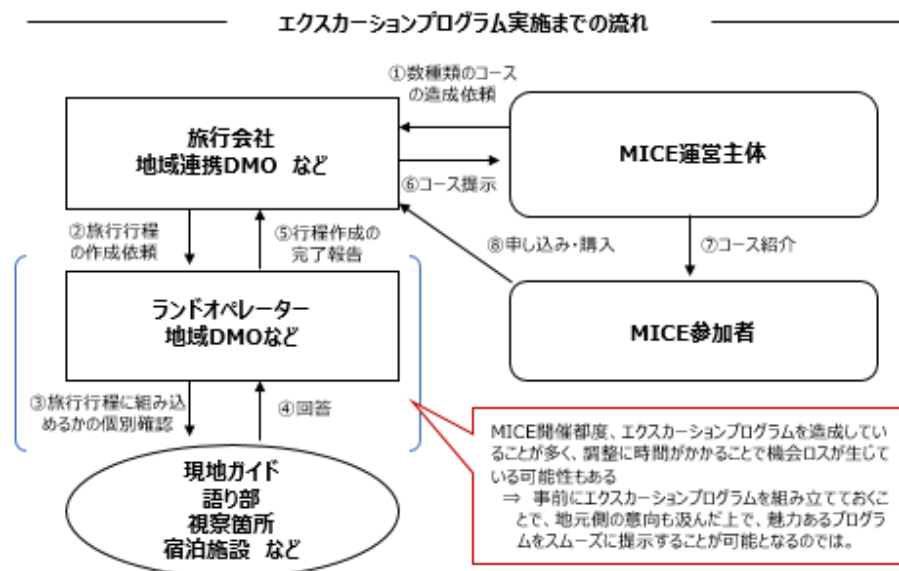 エクスカーションプログラム実施までの流れ
①数種類のコース
の造成依頼
旅行会社
地域連携DMO など
MICE運営主体
⑥コース提示
②旅行行程
の作成依頼
⑤行程作成の
完了報告
⑧申し込み・購入
⑦コース紹介
ランドオペレーター
地域DMOなど
MICE参加者
③旅行行程に組み込
めるかの個別確認
④回答
現地ガイド
語り部
視察箇所
宿泊施設 など
MICE開催都度、エクスカーションプログラムを造成してい
ることが多く、調整に時間がかかることで機会ロスが生じて
いる可能性もある
⇒ 事前にエクスカーションプログラムを組み立てておくこ
とで、地元側の意向も汲んだ上で、魅力あるプログラ
ムをスムーズに提示することが可能となるのでは。